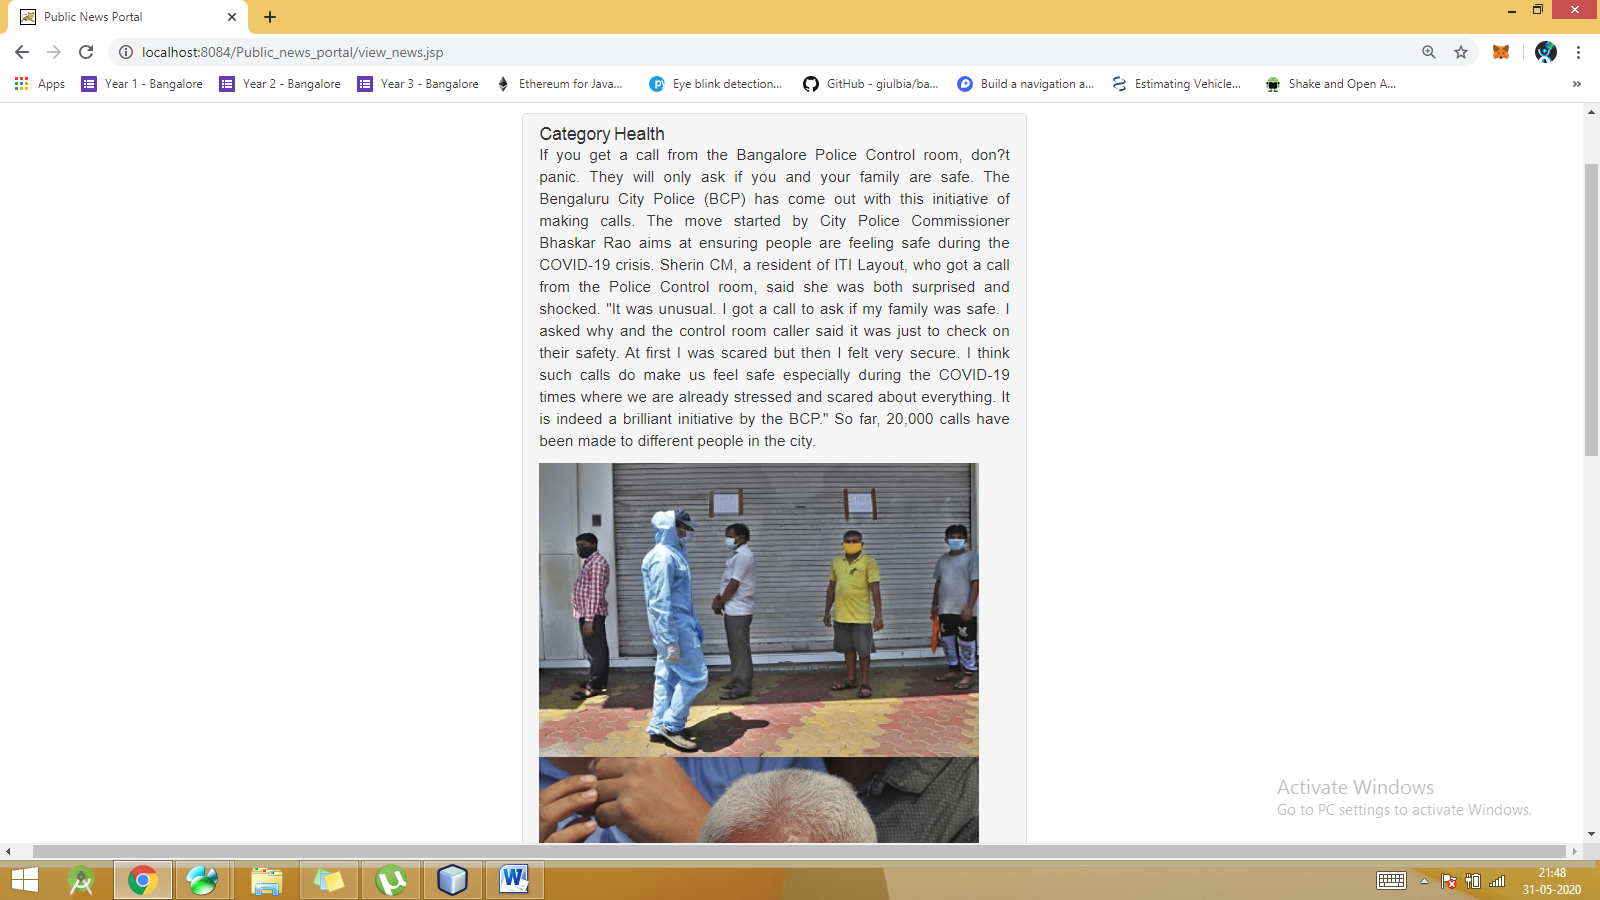 Public News Portal
localhost:8084/Public_news_portal/view_news.jsp
Apps Year 1 - Bangalore Year 2 - Bangalore Year 3 - Bangalore Ethereum for Java... Eye blink detection... GitHub - giulbia/ba... Build a navigation a... Estimating Vehicle... Shake and Open A... »
Category Health
If you get a call from the Bangalore Police Control room, don?t
panic. They will only ask if you and your family are safe. The
Bengaluru City Police (BCP) has come out with this initiative of
making calls. The move started by City Police Commissioner
Bhaskar Rao aims at ensuring people are feeling safe during the
COVID-19 crisis. Sherin CM, a resident of ITI Layout, who got a call
from the Police Control room, said she was both surprised and
shocked. "It was unusual. I got a call to ask if my family was safe. I
asked why and the control room caller said it was just to check on
their safety. At first I was scared but then I felt very secure. I think
such calls do make us feel safe especially during the COVID-19
times where we are already stressed and scared about everything. It
is indeed a brilliant initiative by the BCP." So far, 20,000 calls have
been made to different people in the city.
Activate Windows
Go to PC settings to activate Windows.
21:48
31-05-2020